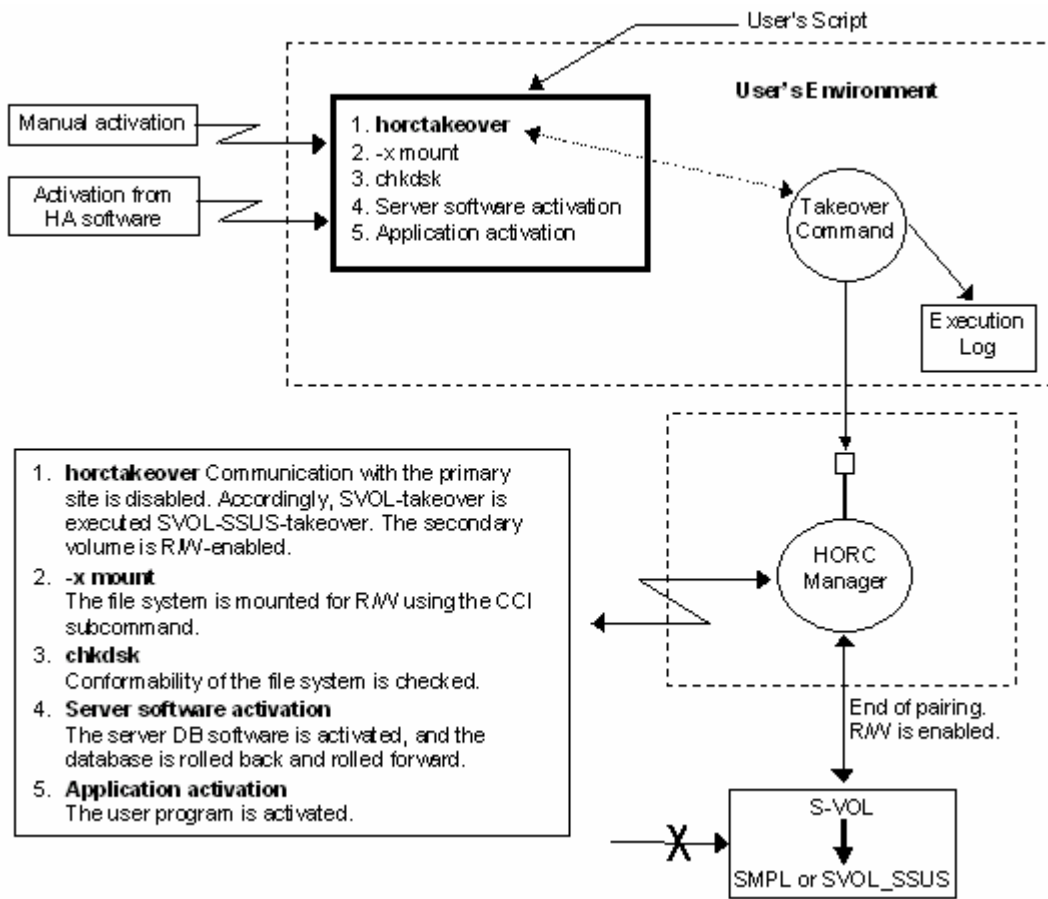 User's Script
User's Environment
Manual activation
Activation from
HA software
1. horctakeover
2. -x mount
3. chkdsk
4. Server software activation
5. Application activation
Takeover
Command
Execution
Log
1. horctakeover Communication with the primary
site is disabled. Accordingly, SVOL-takeover is
executed SVOL-SSUS-takeover. The secondary
volume is R/W-enabled.
2. -x mount
The file system is mounted for R/W using the CCI
subcommand.
3. chkdsk
Conformability of the file system is checked.
4. Server software activation
The server DB software is activated, and the
database is rolled back and rolled forward.
5. Application activation
The user program is activated.
HORC
Manager
End of pairing.
R/W is enabled.
S-VOL
SMPL or SVOL_SSUS